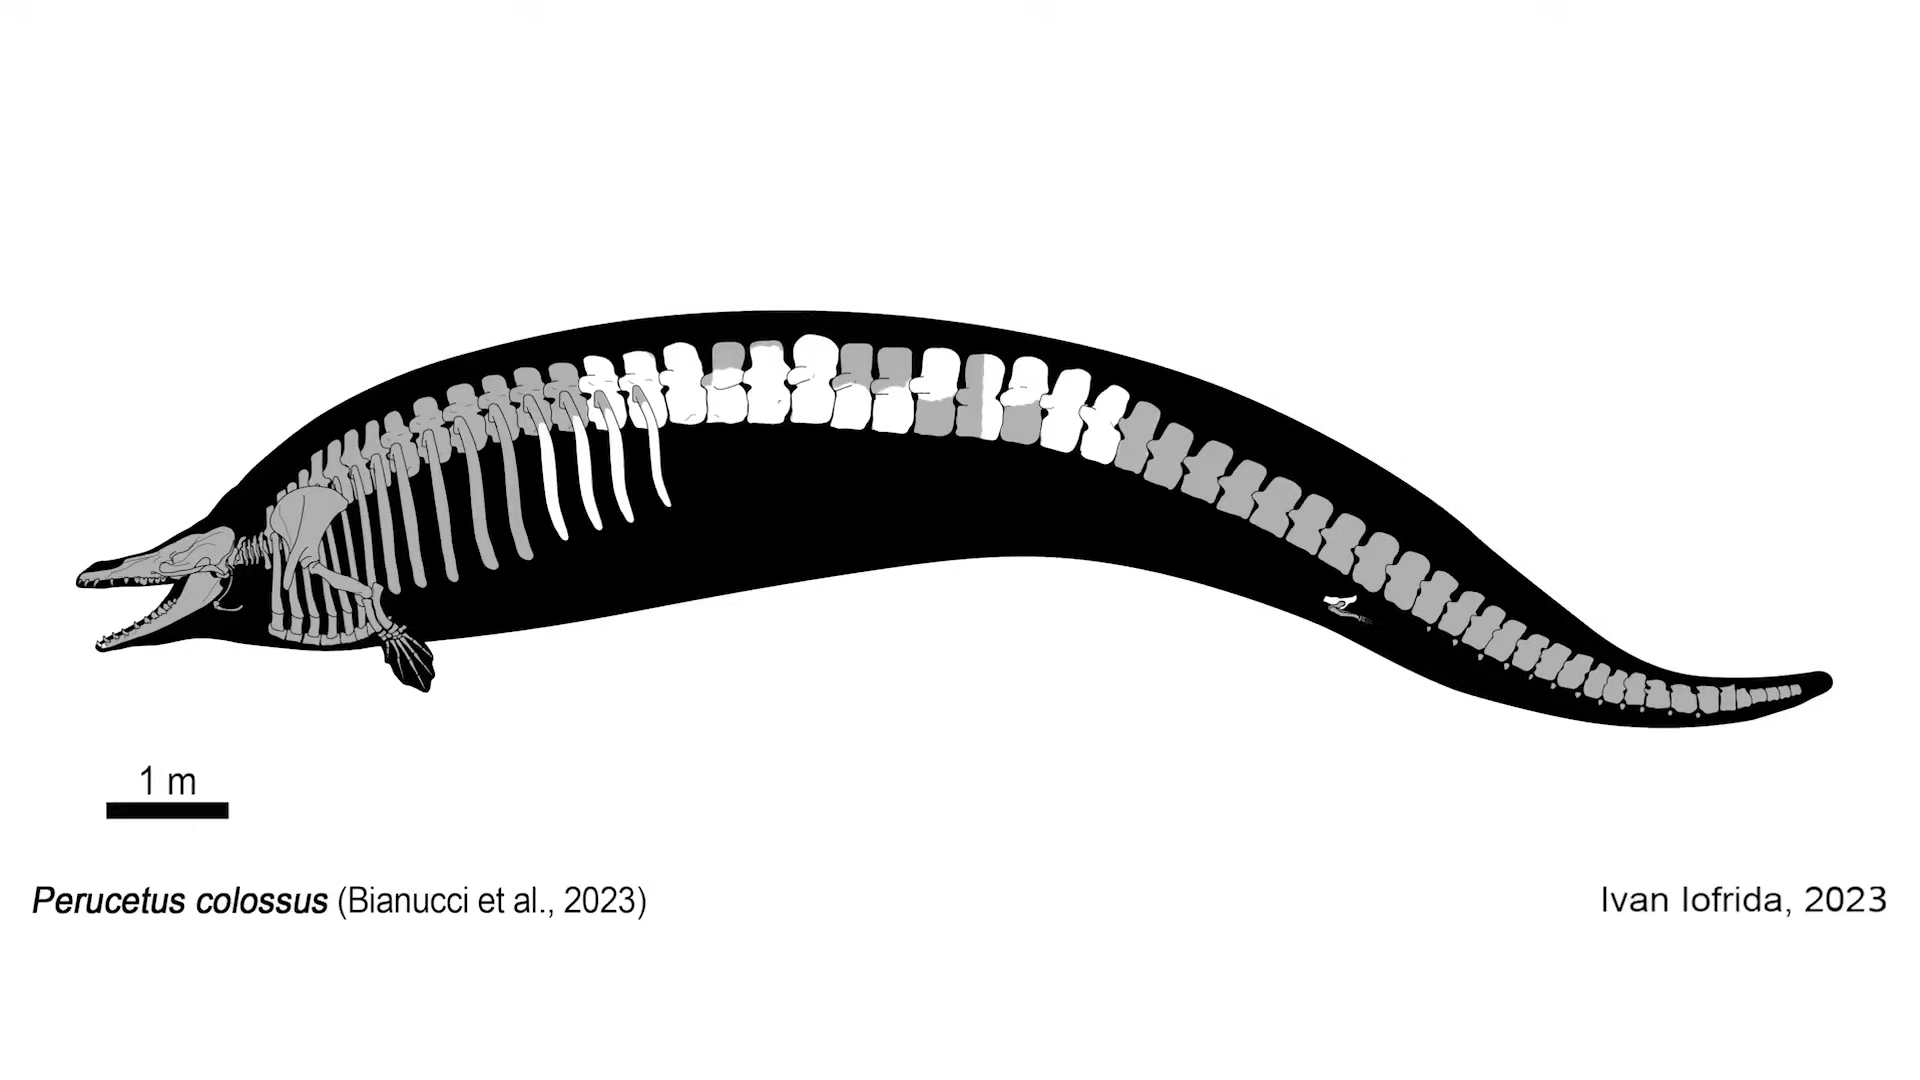 1 m
Perucetus colossus (Bianucci et al., 2023)
Ivan Iofrida, 2023